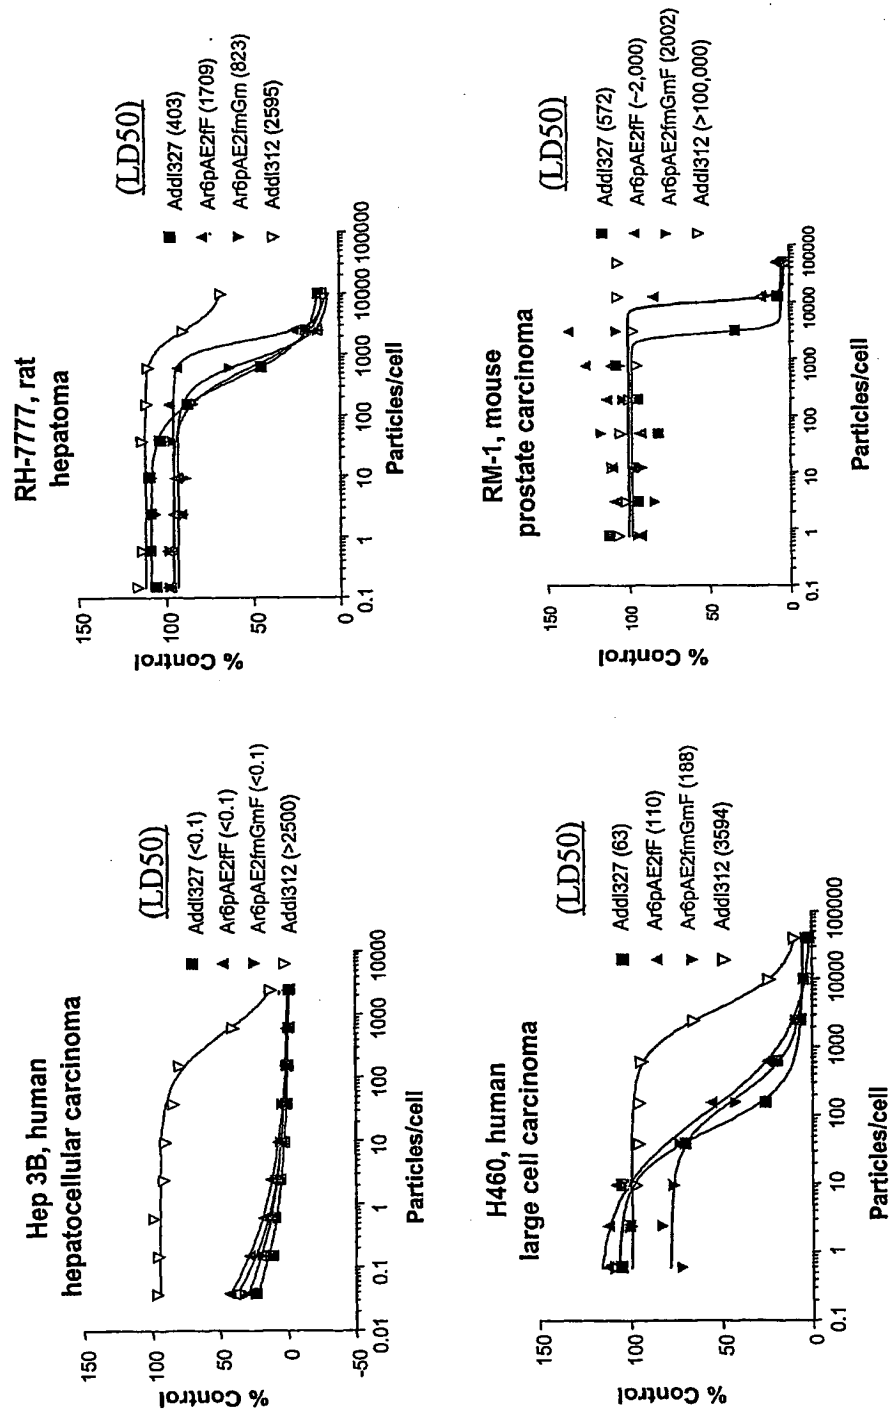 Hep 3B, human
hepatocellular carcinoma
150
100
50
0
-50
% Control
0.01
0.1
1
10
100
1000
10000
Particles/cell
(LD50)
Addl327 (<0.1)
Ar6pAE2fF (<0.1)
Ar6pAE2fmGmF (<0.1)
Addl312 (>2500)
RH-7777, rat
hepatoma
150
100
50
0
% Control
0.1
1
10
100
1000
10000
100000
Particles/cell
(LD50)
Addl327 (403)
Ar6pAE2fF (1709)
Ar6pAE2fmGm (823)
Addl312 (2595)
H460, human
large cell carcinoma
150
100
50
0
% Control
0.1
1
10
100
1000
10000
100000
Particles/cell
(LD50)
Addl327 (63)
Ar6pAE2fF (110)
Ar6pAE2fmGmF (188)
Addl312 (3594)
RM-1, mouse
prostate carcinoma
150
100
50
0
% Control
0.1
1
10
100
1000
10000
100000
Particles/cell
(LD50)
Addl327 (572)
Ar6pAE2fF (~2,000)
Ar6pAE2fmGmF (2002)
Addl312 (>100,000)